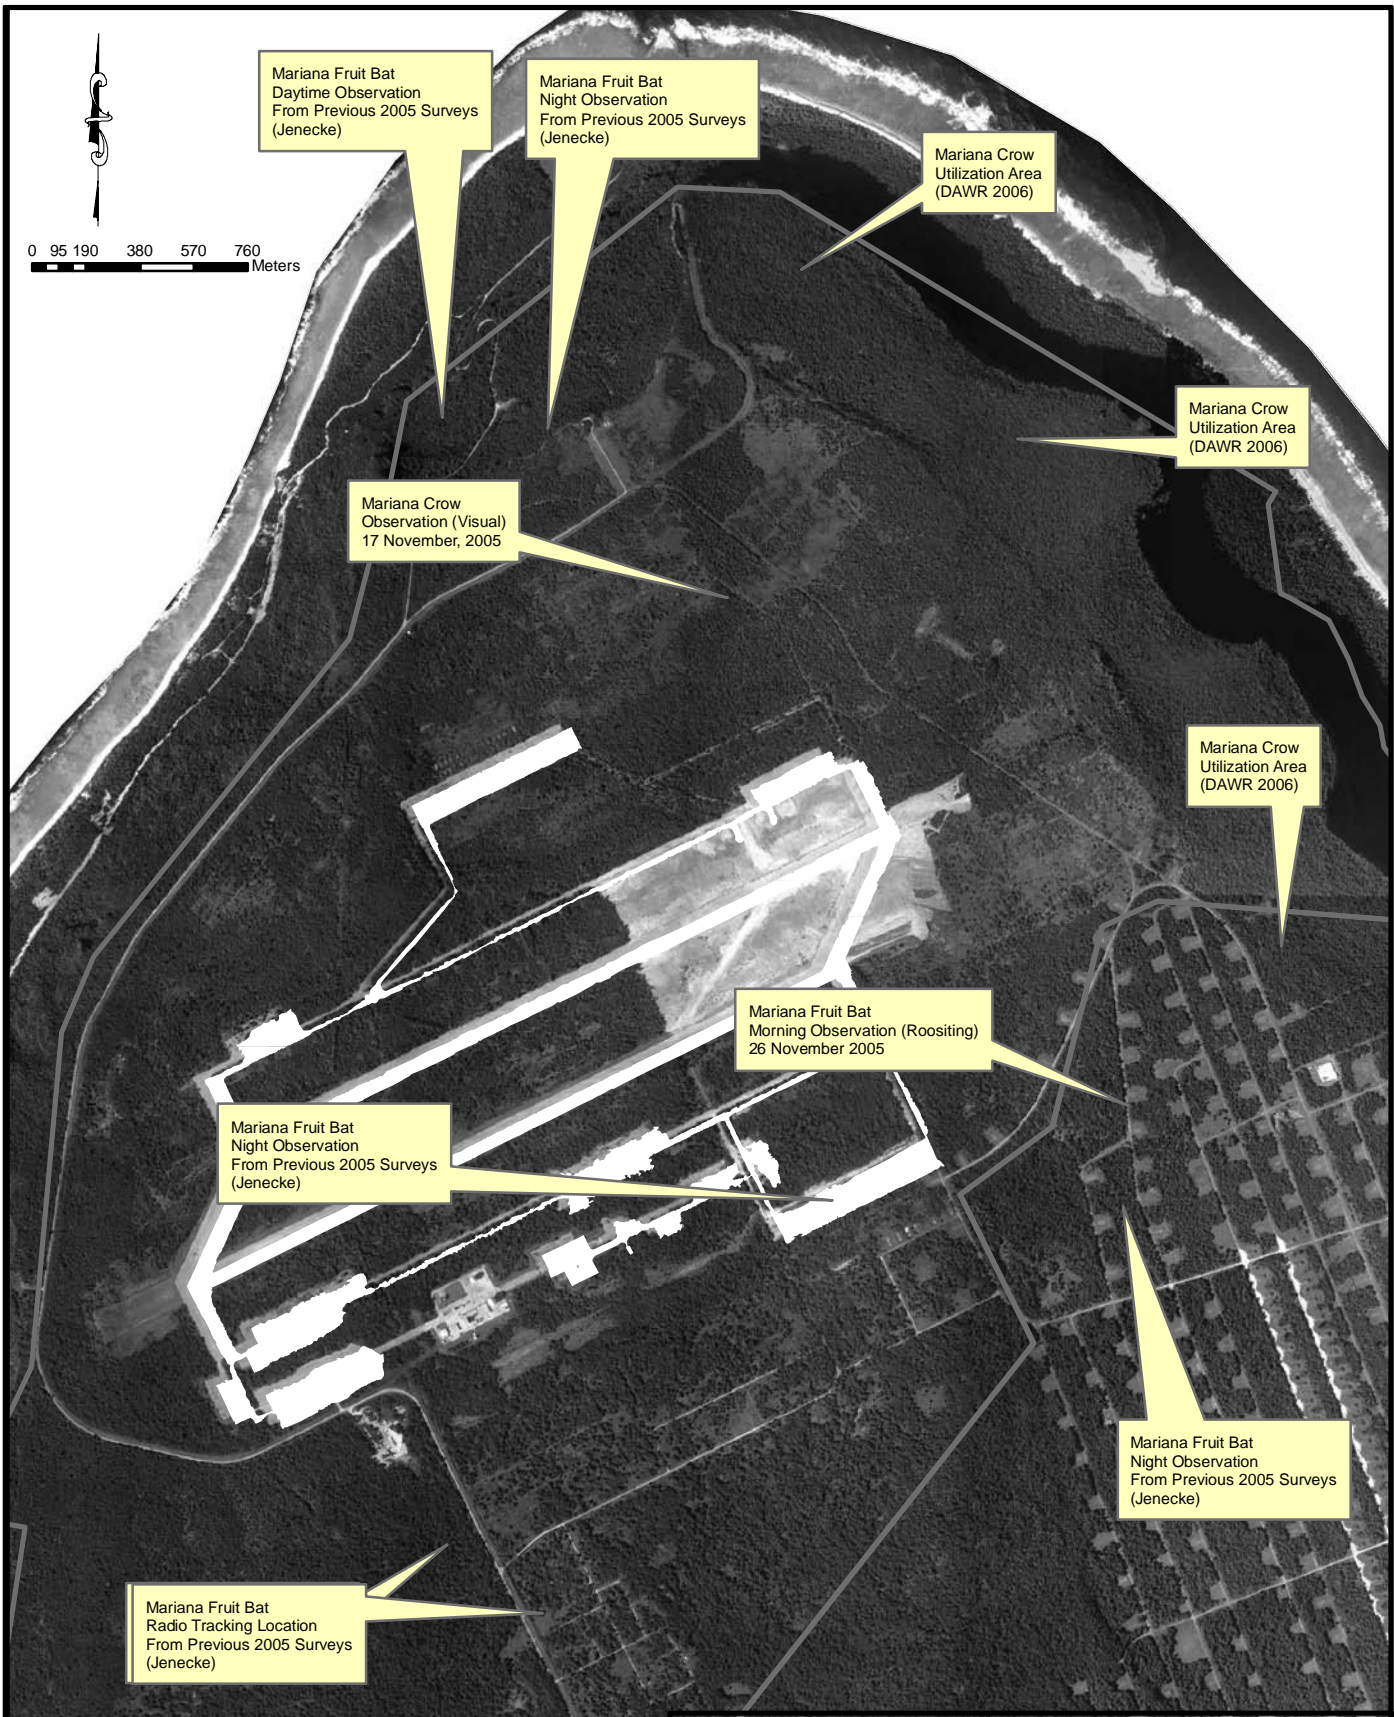 Mariana Fruit Bat
Daytime Observation
From Previous 2005 Surveys
(Jenecke)
Mariana Fruit Bat
Night Observation
From Previous 2005 Surveys
(Jenecke)
Mariana Crow
Utilization Area
(DAWR 2006)
0 95 190 380 570 760
Meters
Mariana Crow
Utilization Area
(DAWR 2006)
Mariana Crow
Observation (Visual)
17 November, 2005
Mariana Crow
Utilization Area
(DAWR 2006)
Mariana Fruit Bat
Morning Observation (Roositing)
26 November 2005
Mariana Fruit Bat
Night Observation
From Previous 2005 Surveys
(Jenecke)
Mariana Fruit Bat
Night Observation
From Previous 2005 Surveys
(Jenecke)
Mariana Fruit Bat
Radio Tracking Location
From Previous 2005 Surveys
(Jenecke)